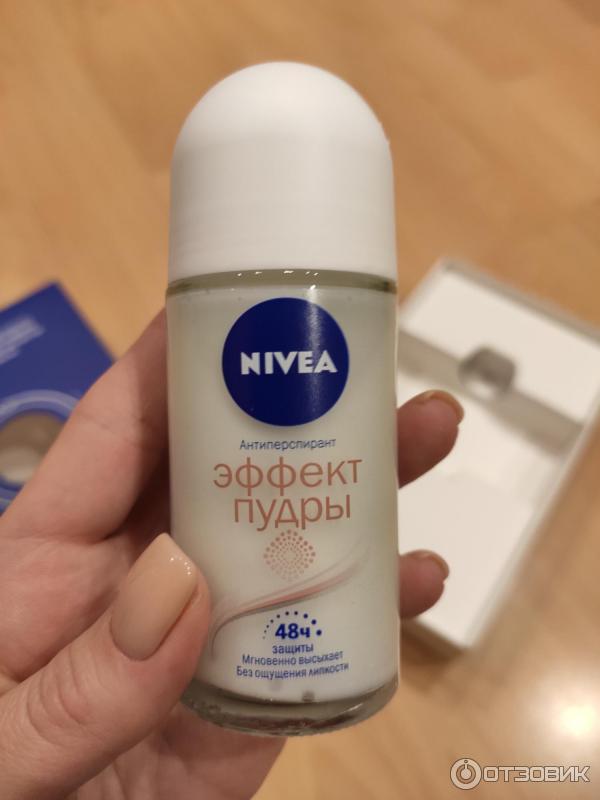 NIVEA
Антиперспирант
эффект
пудры
48ч
защиты
Мгновенно высыхает
Без ощущения липкости
ОТЗОВИК